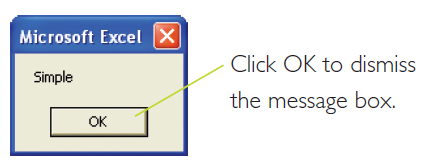 Microsoft Excel
Simple
OK
Click OK to dismiss
the message box.